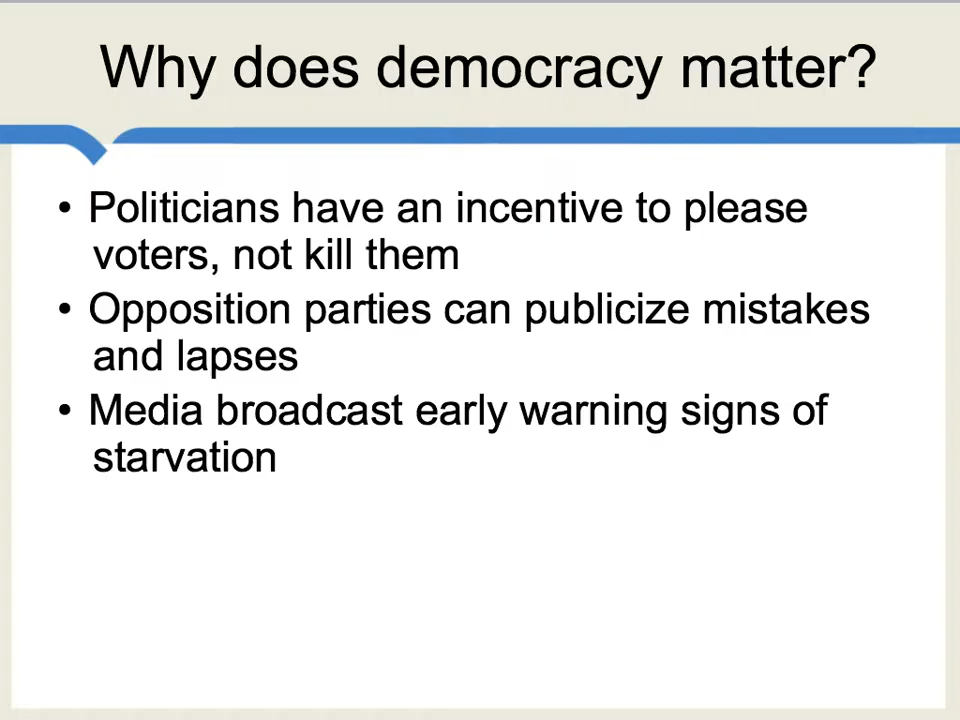 Why does democracy matter?
• Politicians have an incentive to please
voters, not kill them
• Opposition parties can publicize mistakes
and lapses
• Media broadcast early warning signs of
starvation